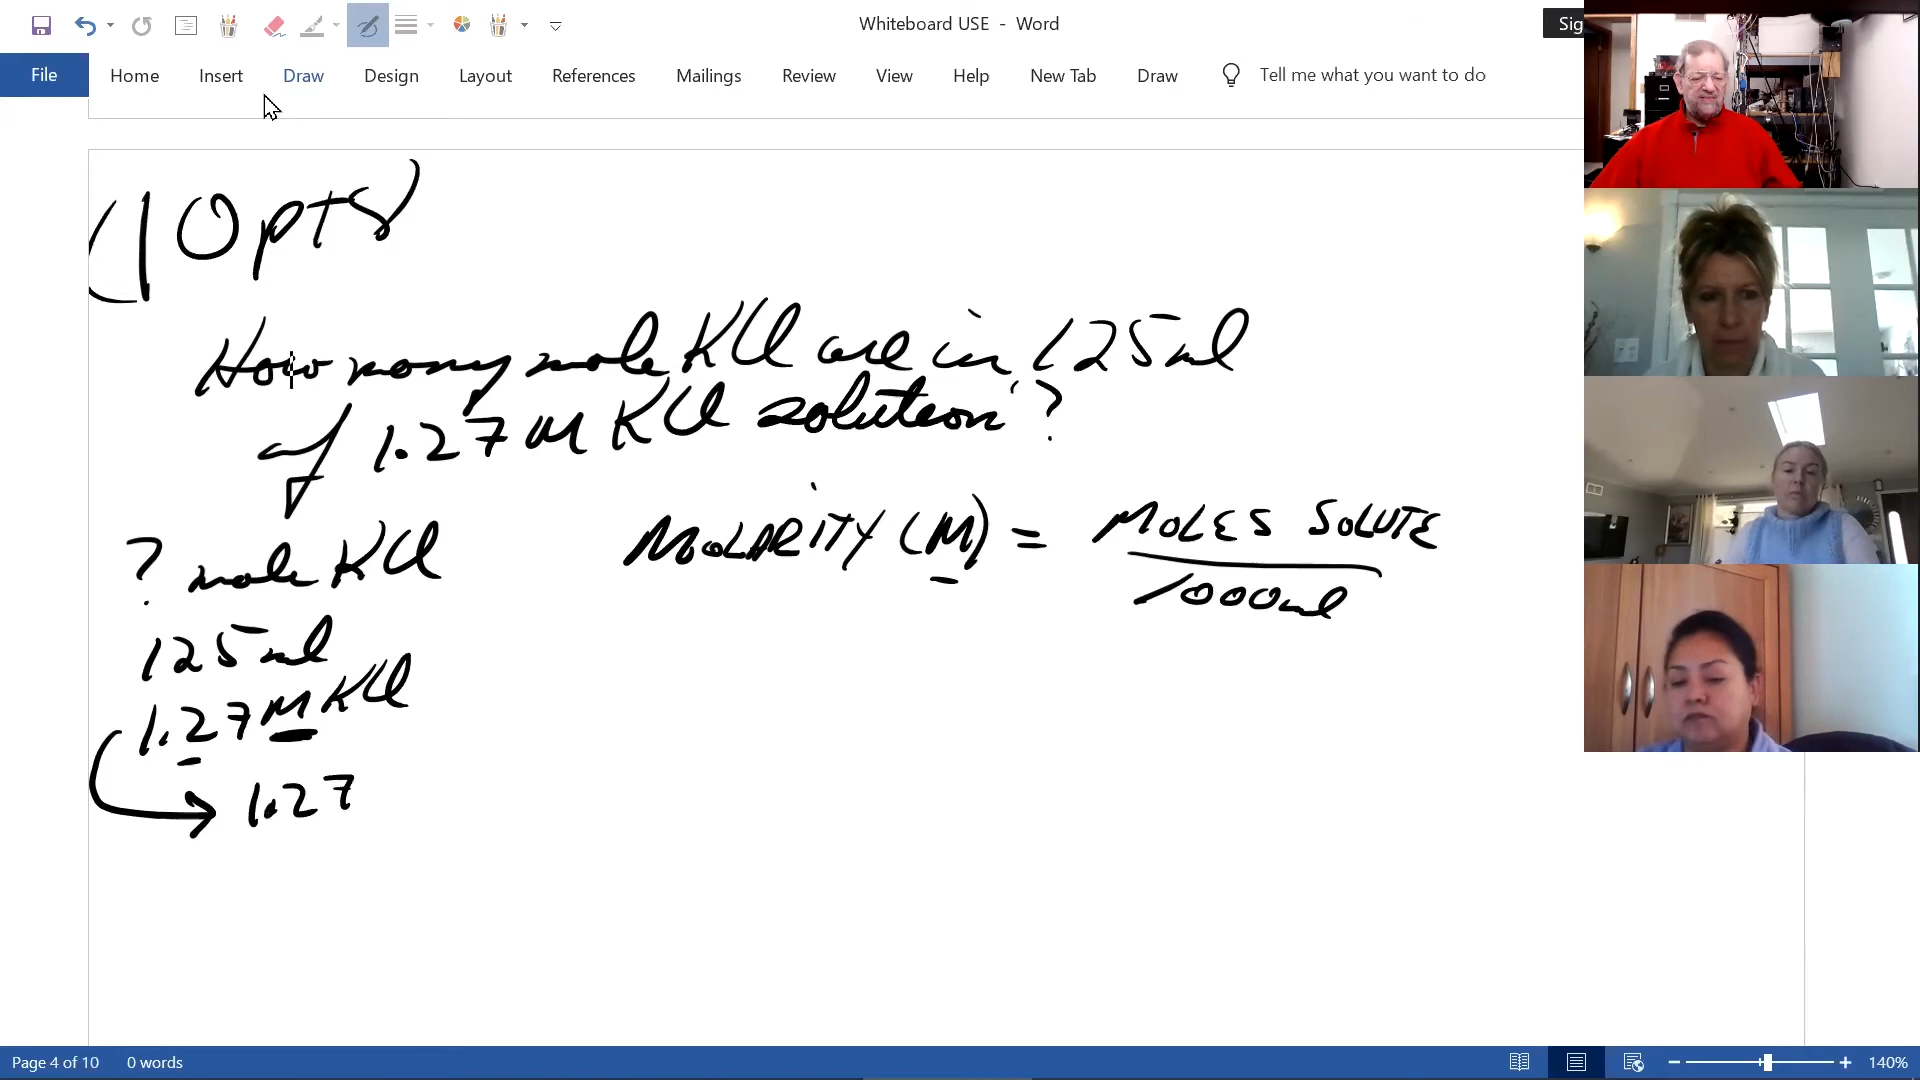 Whiteboard USE - Word
Sig
File Home Insert Draw Design Layout References Mailings Review View Help New Tab Draw Tell me what you want to do
(10 pts)
How many mole KCl are in 125 ml
of 1.27 M KCl solution?
? mole KCl
MOLARITY (M) = MOLES SOLUTE
1000 ml
125 ml
1.27 M KCl
1.27
Page 4 of 10 0 words 140%